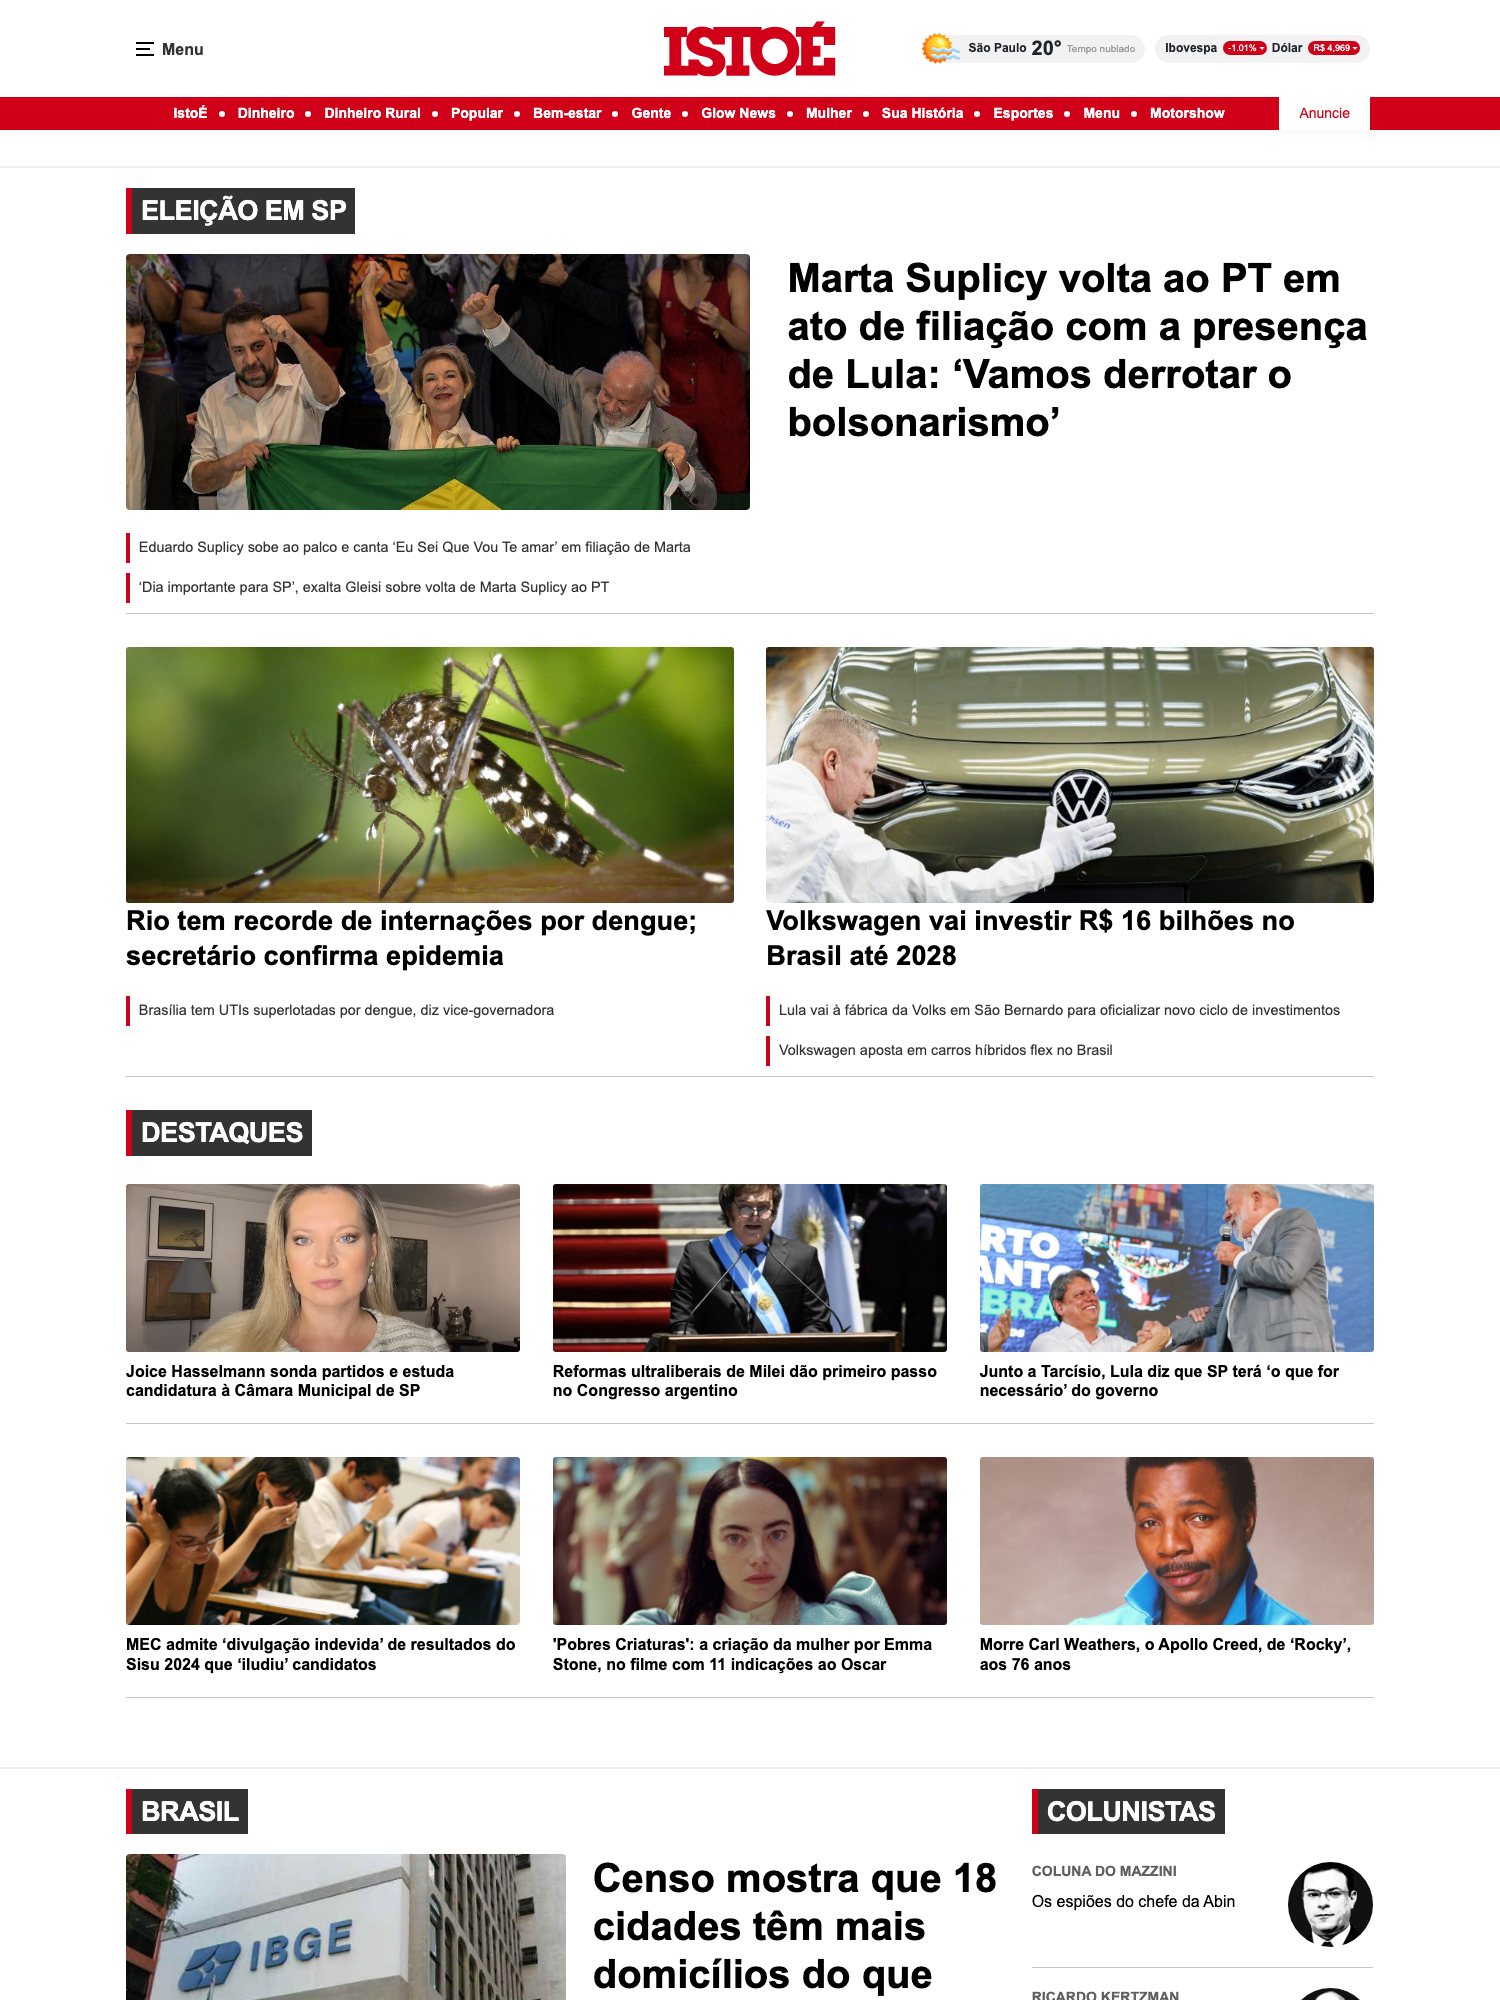 Menu
ISTOÉ
São Paulo 20° Tempo nublado
Ibovespa -1.01% Dólar R$ 4,969
IstoÉ • Dinheiro • Dinheiro Rural • Popular • Bem-estar • Gente • Glow News • Mulher • Sua História • Esportes • Menu • Motorshow
Anuncie
ELEIÇÃO EM SP
Marta Suplicy volta ao PT em
ato de filiação com a presença
de Lula: ‘Vamos derrotar o
bolsonarismo’
Eduardo Suplicy sobe ao palco e canta ‘Eu Sei Que Vou Te amar’ em filiação de Marta
‘Dia importante para SP’, exalta Gleisi sobre volta de Marta Suplicy ao PT
Rio tem recorde de internações por dengue;
secretário confirma epidemia
Brasília tem UTIs superlotadas por dengue, diz vice-governadora
Volkswagen vai investir R$ 16 bilhões no
Brasil até 2028
Lula vai à fábrica da Volks em São Bernardo para oficializar novo ciclo de investimentos
Volkswagen aposta em carros híbridos flex no Brasil
DESTAQUES
Joice Hasselmann sonda partidos e estuda
candidatura à Câmara Municipal de SP
Reformas ultraliberais de Milei dão primeiro passo
no Congresso argentino
RTO
ANTOS
BRASIL
Junto a Tarcísio, Lula diz que SP terá ‘o que for
necessário’ do governo
MEC admite ‘divulgação indevida’ de resultados do
Sisu 2024 que ‘iludiu’ candidatos
'Pobres Criaturas': a criação da mulher por Emma
Stone, no filme com 11 indicações ao Oscar
Morre Carl Weathers, o Apollo Creed, de ‘Rocky’,
aos 76 anos
BRASIL
IBGE
Censo mostra que 18
cidades têm mais
domicílios do que
COLUNISTAS
COLUNA DO MAZZINI
Os espiões do chefe da Abin
RICARDO KERTZMAN